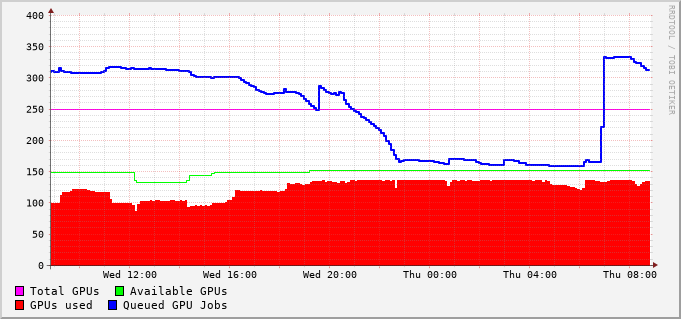 400
350
300
250
200
150
100
50
0
Wed 12:00 Wed 16:00 Wed 20:00 Thu 00:00 Thu 04:00 Thu 08:00
Total GPUs Available GPUs
GPUs used Queued GPU Jobs
RRDTOOL / TOBI OETIKER